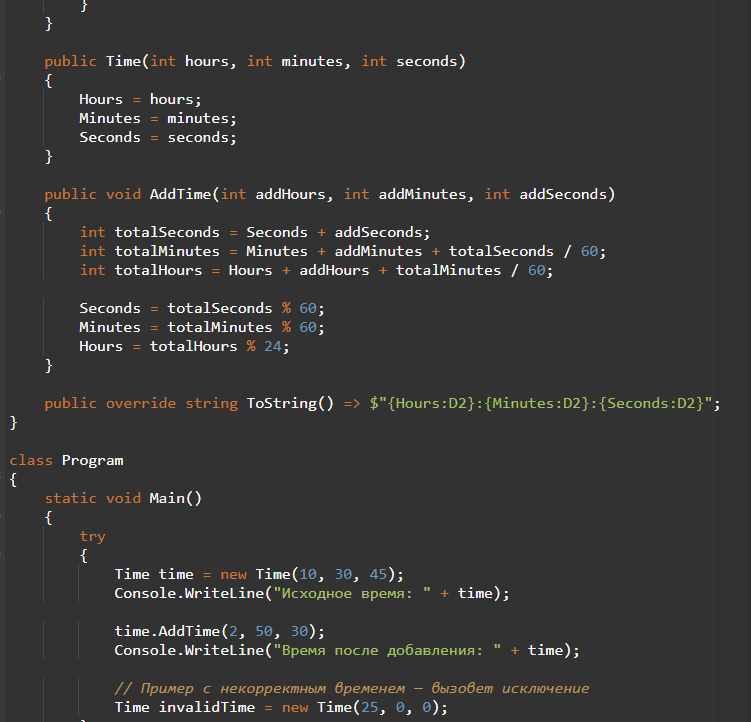 }
    }

    public Time(int hours, int minutes, int seconds)
    {
        Hours = hours;
        Minutes = minutes;
        Seconds = seconds;
    }

    public void AddTime(int addHours, int addMinutes, int addSeconds)
    {
        int totalSeconds = Seconds + addSeconds;
        int totalMinutes = Minutes + addMinutes + totalSeconds / 60;
        int totalHours = Hours + addHours + totalMinutes / 60;

        Seconds = totalSeconds % 60;
        Minutes = totalMinutes % 60;
        Hours = totalHours % 24;
    }

    public override string ToString() => $"{Hours:D2}:{Minutes:D2}:{Seconds:D2}";
}

class Program
{
    static void Main()
    {
        try
        {
            Time time = new Time(10, 30, 45);
            Console.WriteLine("Исходное время: " + time);

            time.AddTime(2, 50, 30);
            Console.WriteLine("Время после добавления: " + time);

            // Пример с некорректным временем — вызовет исключение
            Time invalidTime = new Time(25, 0, 0);
        }